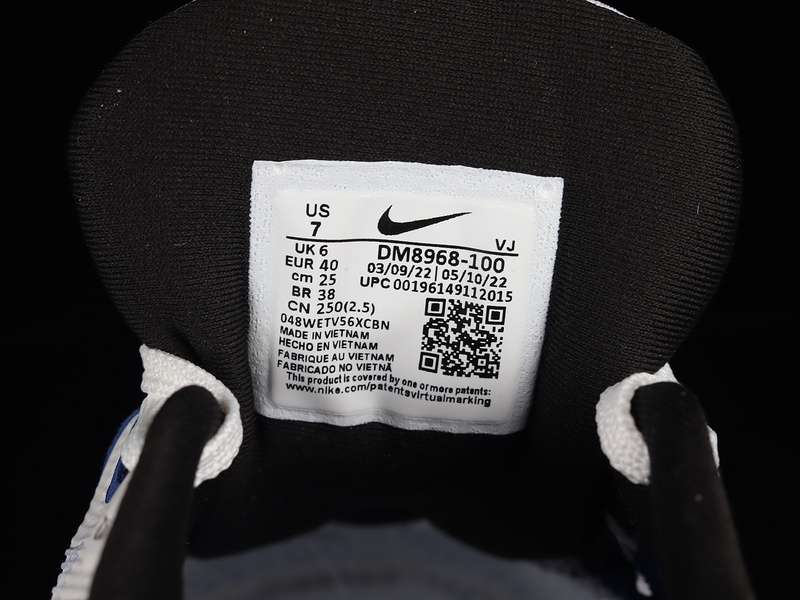 US
7
VJ
UK 6
EUR 40
cm 25
BR 38
CN 250(2.5)
DM8968-100
03/09/22 | 05/10/22
UPC 00196149112015
048WETV56XCBN
MADE IN VIETNAM
HECHO EN VIETNAM
FABRIQUE AU VIETNAM
FABRICADO NO VIETNÃ
This product is covered by one or more patents:
www.nike.com/patentsvirtualmarking